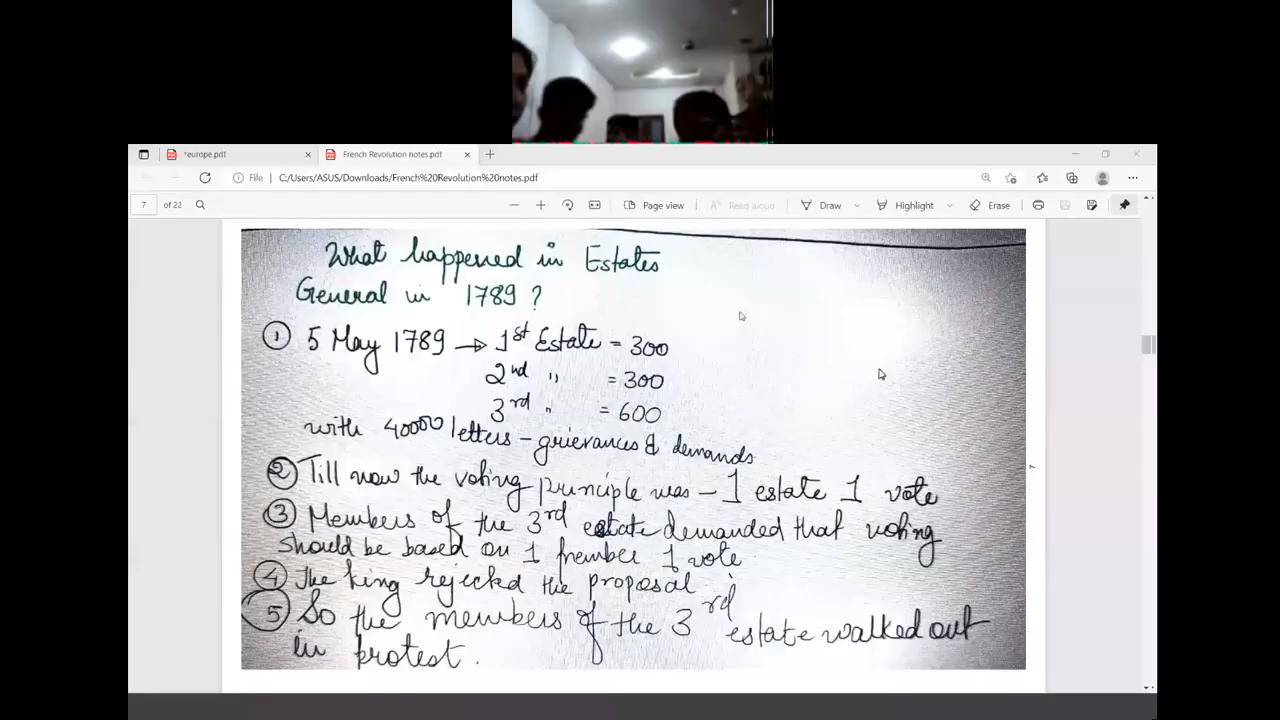 *europe.pdf
French Revolution notes.pdf
File
C:/Users/ASUS/Downloads/French%20Revolution%20notes.pdf
7 of 22
Page view
Read aloud
Draw
Highlight
Erase
What happened in Estates
General in 1789 ?
① 5 May 1789 → 1st Estate = 300
2nd " = 300
3rd " = 600
with 40000 letters - grievances & demands
② Till now the voting principle was - 1 estate 1 vote
③ Members of the 3rd estate demanded that voting
should be based on 1 member 1 vote
④ The king rejected the proposal
⑤ So the members of the 3rd estate walked out
in protest.
7